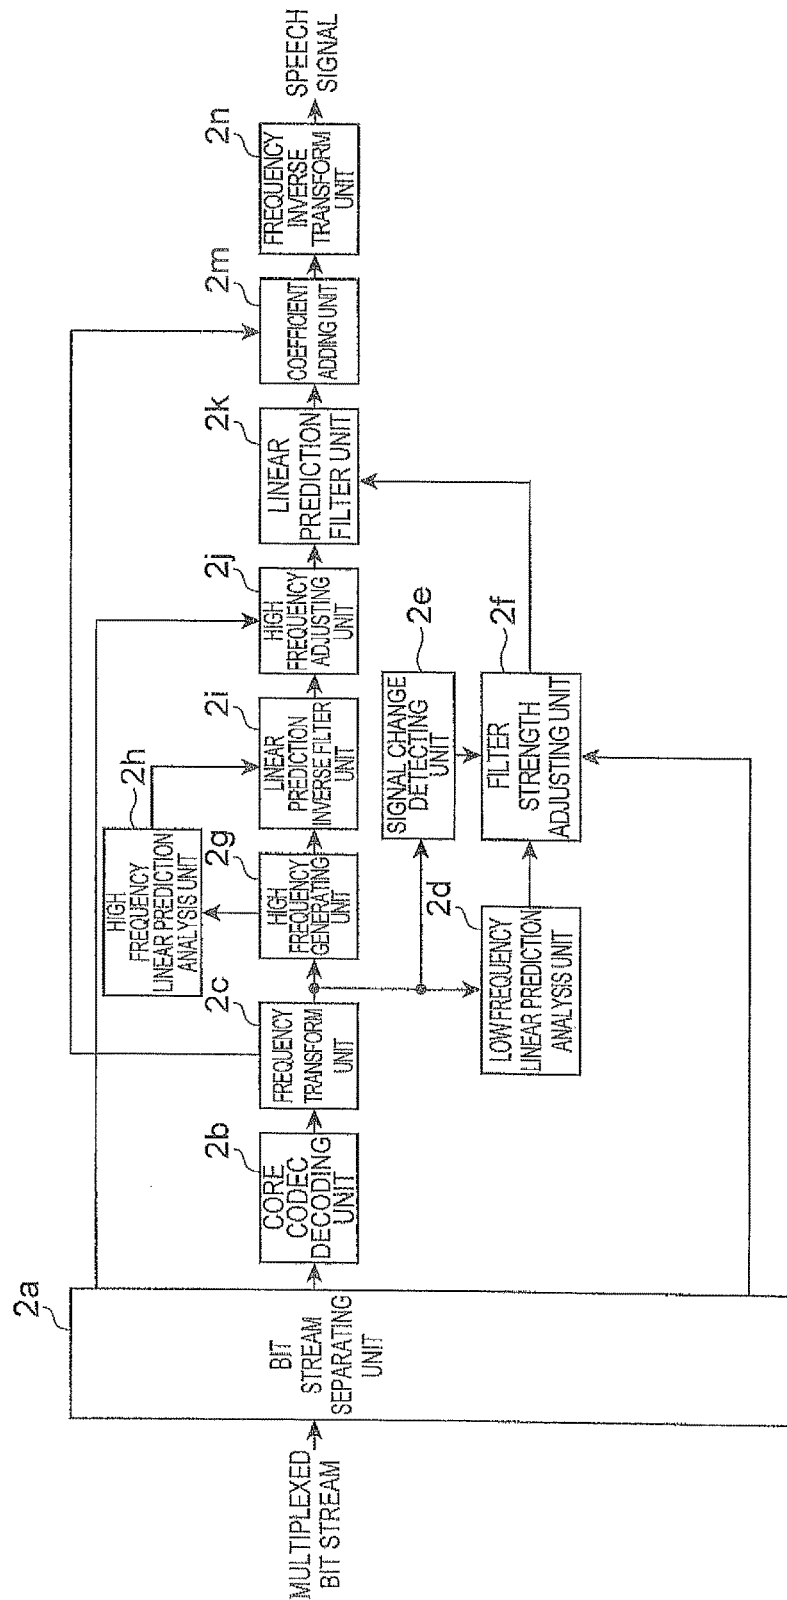 MULTIPLEXED
BIT STREAM
2a
BIT
STREAM
SEPARATING
UNIT
2b
CORE
CODEC
DECODING
UNIT
2c
FREQUENCY
TRANSFORM
UNIT
2g
HIGH
FREQUENCY
GENERATING
UNIT
2h
HIGH
FREQUENCY
LINEAR PREDICTION
ANALYSIS UNIT
2i
LINEAR
PREDICTION
INVERSE FILTER
UNIT
2j
HIGH
FREQUENCY
ADJUSTING
UNIT
2k
LINEAR
PREDICTION
FILTER UNIT
2m
COEFFICIENT
ADDING UNIT
2n
FREQUENCY
INVERSE
TRANSFORM
UNIT
SPEECH
SIGNAL
2d
LOW FREQUENCY
LINEAR PREDICTION
ANALYSIS UNIT
2e
SIGNAL CHANGE
DETECTING
UNIT
2f
FILTER
STRENGTH
ADJUSTING UNIT